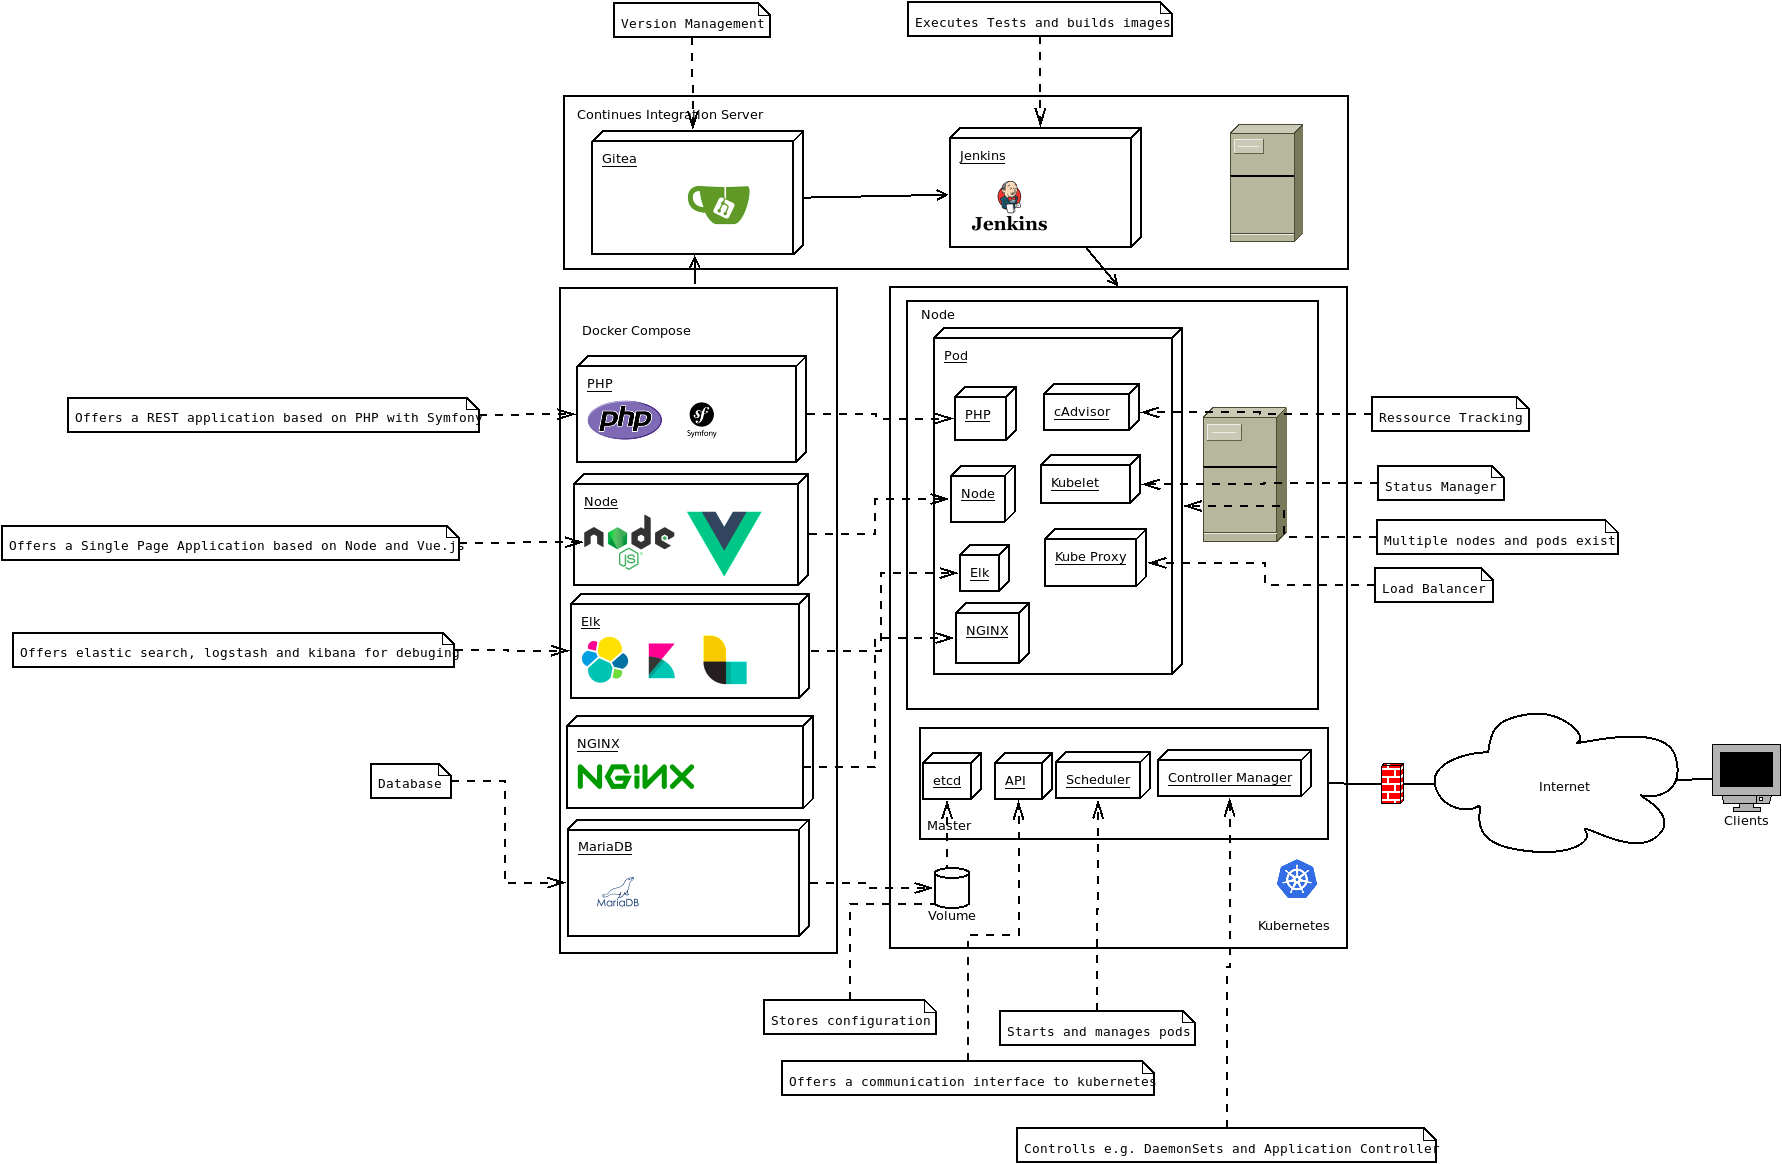 Version Management
Executes Tests and builds images
Continues Integration Server
Gitea
Jenkins
Jenkins
Docker Compose
Node
Pod
PHP
php
sf
Symfony
PHP
cAdvisor
Offers a REST application based on PHP with Symfony
Ressource Tracking
Node
node
JS
Node
Kubelet
Status Manager
Offers a Single Page Application based on Node and Vue.js
Multiple nodes and pods exist
Elk
Kube Proxy
Load Balancer
Elk
NGINX
Offers elastic search, logstash and kibana for debuging
NGINX
NGINX
Database
etcd
API
Scheduler
Controller Manager
Master
Internet
Clients
MariaDB
MariaDB
Volume
Kubernetes
Stores configuration
Starts and manages pods
Offers a communication interface to kubernetes
Controlls e.g. DaemonSets and Application Controller